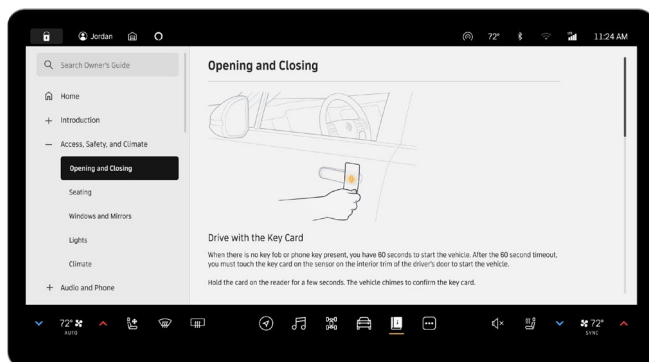 Jordan
72°
LTE
11:24 AM
Search Owner's Guide
Home
Introduction
Access, Safety, and Climate
Opening and Closing
Seating
Windows and Mirrors
Lights
Climate
Audio and Phone
Opening and Closing
Drive with the Key Card
When there is no key fob or phone key present, you have 60 seconds to start the vehicle. After the 60 second timeout,
you must touch the key card on the sensor on the interior trim of the driver's door to start the vehicle.
Hold the card on the reader for a few seconds. The vehicle chimes to confirm the key card.
72°
AUTO
72°
SYNC